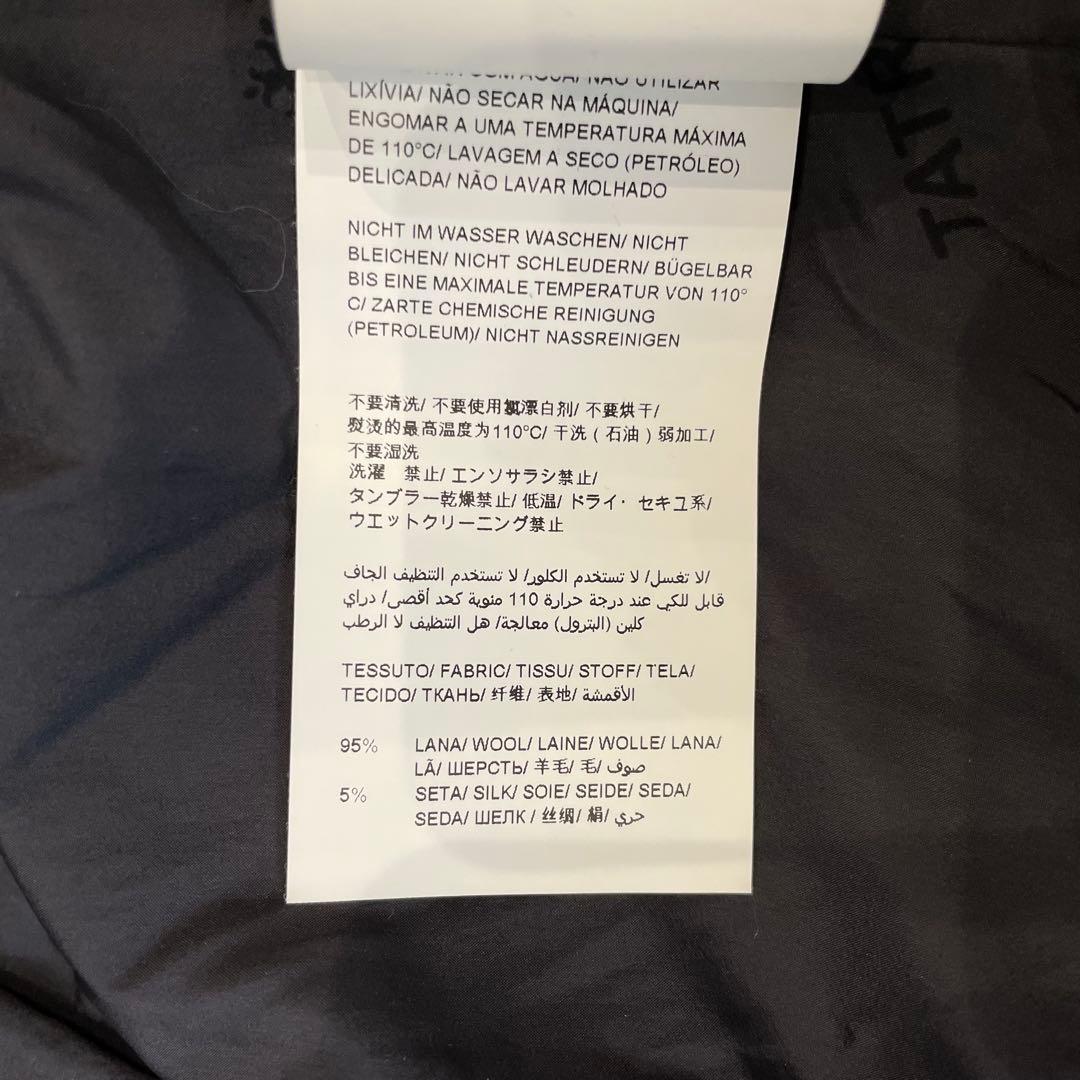 COM ÁGUA/ NÃO UTILIZAR
LIXÍVIA/ NÃO SECAR NA MÁQUINA/
ENGOMAR A UMA TEMPERATURA MÁXIMA
DE 110°C/ LAVAGEM A SECO (PETRÓLEO)
DELICADA/ NÃO LAVAR MOLHADO
NICHT IM WASSER WASCHEN/ NICHT
BLEICHEN/ NICHT SCHLEUDERN/ BÜGELBAR
BIS EINE MAXIMALE TEMPERATUR VON 110°
C/ ZARTE CHEMISCHE REINIGUNG
(PETROLEUM)/ NICHT NASSREINIGEN
不要清洗/ 不要使用氯漂白剂/ 不要烘干/
熨烫的最高温度为110°C/ 干洗（石油）弱加工/
不要湿洗
洗濯　禁止/ エンソサラシ禁止/
タンブラー乾燥禁止/ 低温/ ドライ・セキユ系/
ウエットクリーニング禁止
لا تغسل/ لا تستخدم الكلور/ لا تستخدم التنظيف الجاف/
قابل للكي عند درجة حرارة 110 مئوية كحد أقصى/ دراي
كلين (البترول) معالجة/ هل التنظيف لا الرطب
TESSUTO/ FABRIC/ TISSU/ STOFF/ TELA/
TECIDO/ ТКАНЬ/ 纤维/ 表地/ الأقمشة
95% LANA/ WOOL/ LAINE/ WOLLE/ LANA/
LÃ/ ШЕРСТЬ/ 羊毛/ 毛/ صوف
5% SETA/ SILK/ SOIE/ SEIDE/ SEDA/
SEDA/ ШЕЛК / 丝绸/ 絹/ حري
TATR